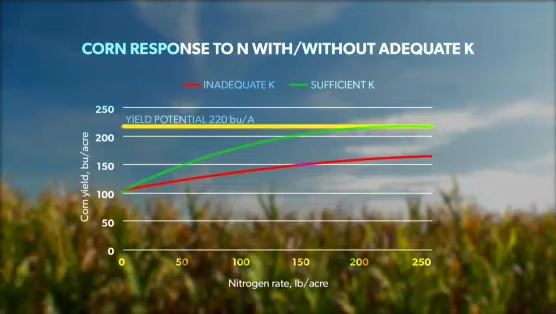 CORN RESPONSE TO N WITH/WITHOUT ADEQUATE K
INADEQUATE K
SUFFICIENT K
Corn yield, bu/acre
250
YIELD POTENTIAL 220 bu/A
200
150
100
50
0
0 50 100 150 200 250
Nitrogen rate, lb/acre